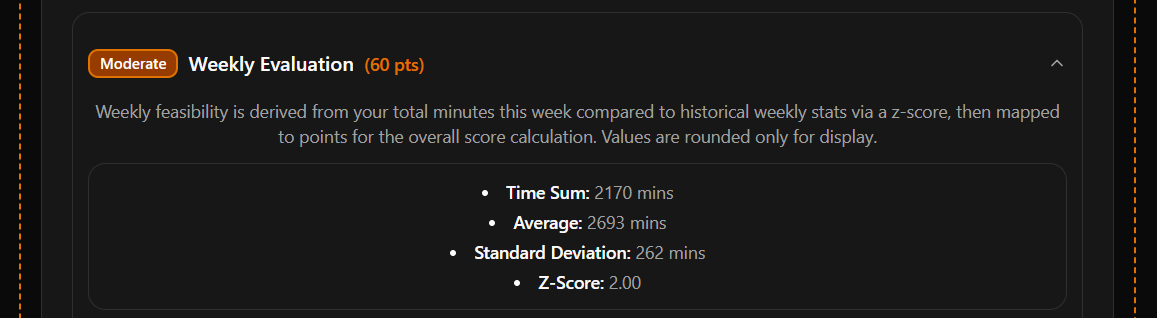 Moderate Weekly Evaluation (60 pts)
Weekly feasibility is derived from your total minutes this week compared to historical weekly stats via a z-score, then mapped
to points for the overall score calculation. Values are rounded only for display.
• Time Sum: 2170 mins
• Average: 2693 mins
• Standard Deviation: 262 mins
• Z-Score: 2.00